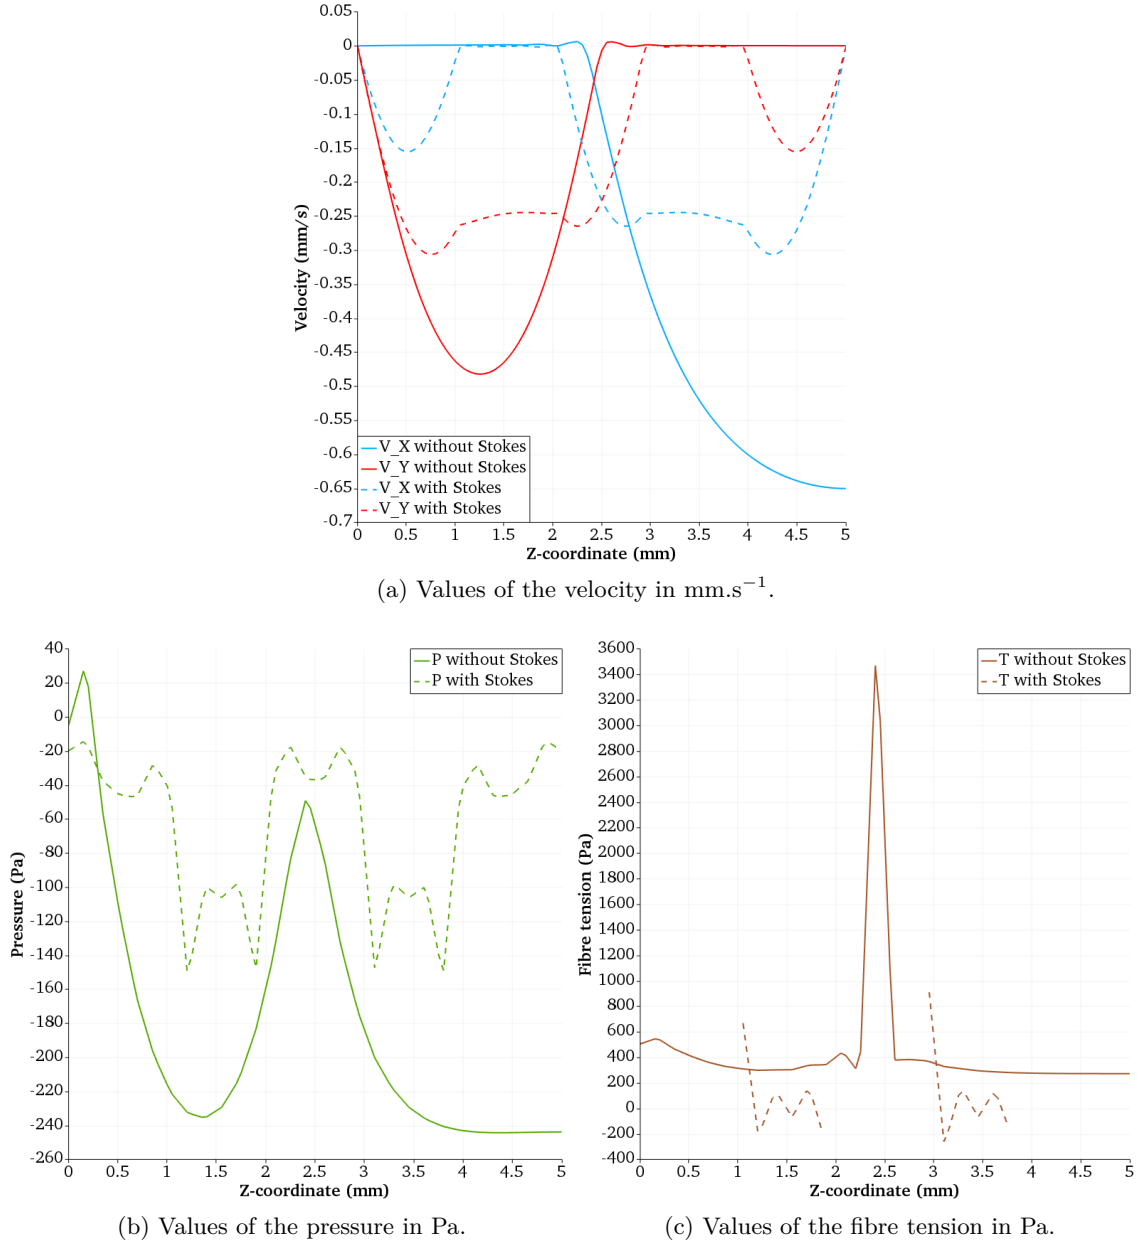 0.05
0
-0.05
-0.1
-0.15
-0.2
-0.25
-0.3
-0.35
-0.4
-0.45
-0.5
-0.55
-0.6
-0.65
-0.7
Velocity (mm/s)
V_X without Stokes
V_Y without Stokes
V_X with Stokes
V_Y with Stokes
0 0.5 1 1.5 2 2.5 3 3.5 4 4.5 5
Z-coordinate (mm)
(a) Values of the velocity in mm.s⁻¹.
40
20
0
-20
-40
-60
-80
-100
-120
-140
-160
-180
-200
-220
-240
-260
Pressure (Pa)
P without Stokes
P with Stokes
0 0.5 1 1.5 2 2.5 3 3.5 4 4.5 5
Z-coordinate (mm)
(b) Values of the pressure in Pa.
3600
3400
3200
3000
2800
2600
2400
2200
2000
1800
1600
1400
1200
1000
800
600
400
200
0
-200
-400
Fibre tension (Pa)
T without Stokes
T with Stokes
0 0.5 1 1.5 2 2.5 3 3.5 4 4.5 5
Z-coordinate (mm)
(c) Values of the fibre tension in Pa.